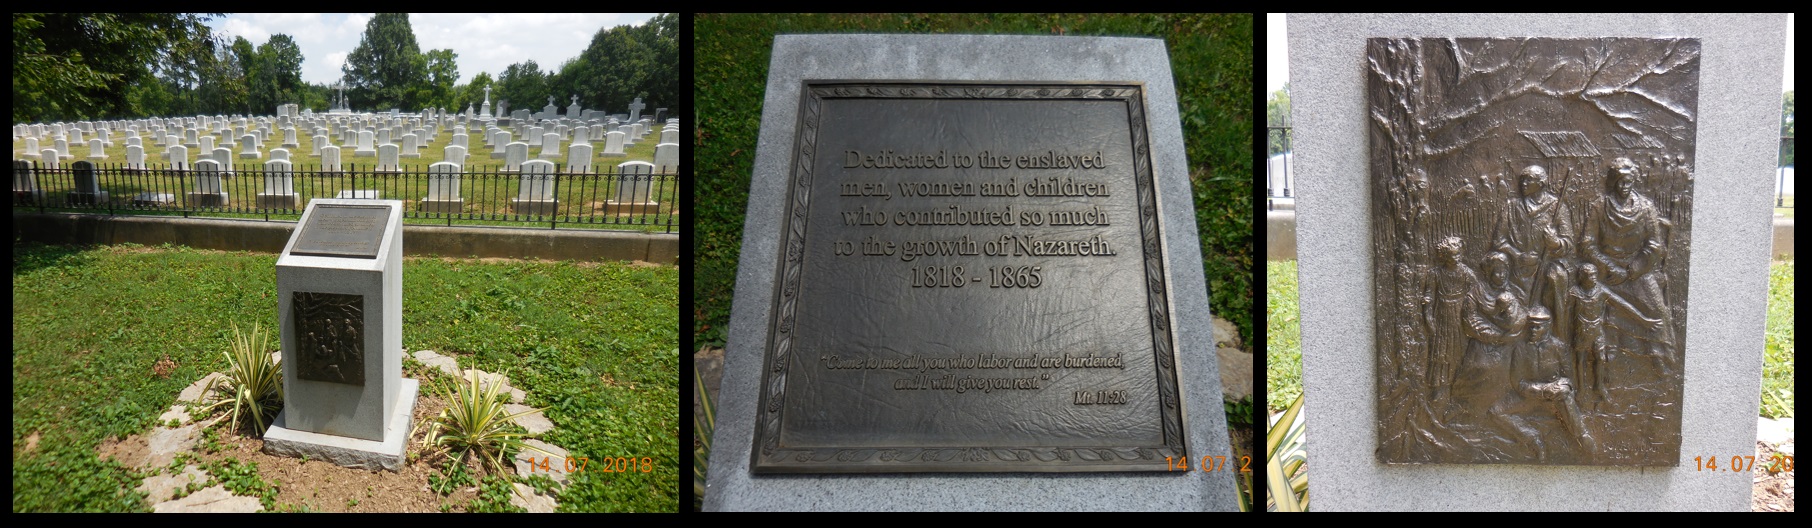 14.07.2018
Dedicated to the enslaved
men, women and children
who contributed so much
to the growth of Nazareth.
1818 - 1865
"Come to me all you who labor and are burdened,
and I will give you rest."
Mt. 11:28
14 07 2
14.07 20